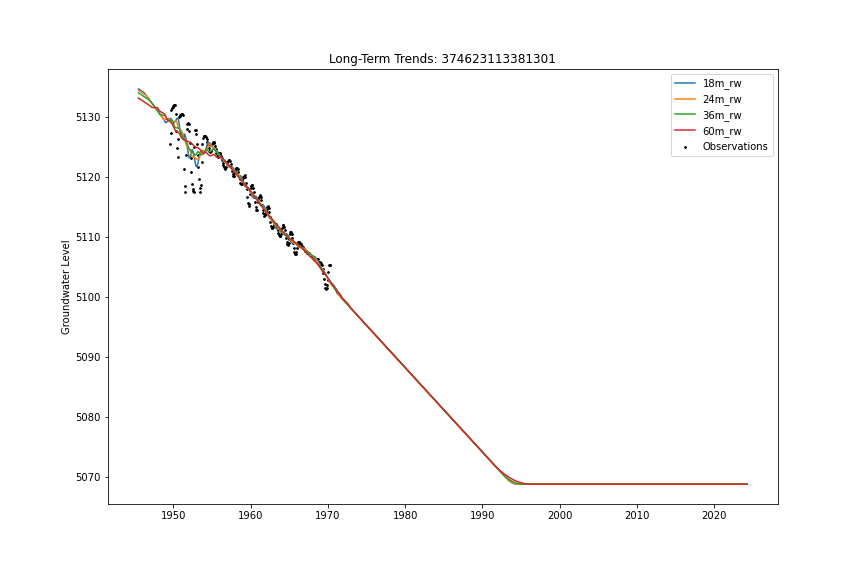 Long-Term Trends: 374623113381301
18m_rw
24m_rw
36m_rw
60m_rw
Observations
Groundwater Level
5130
5120
5110
5100
5090
5080
5070
1950 1960 1970 1980 1990 2000 2010 2020